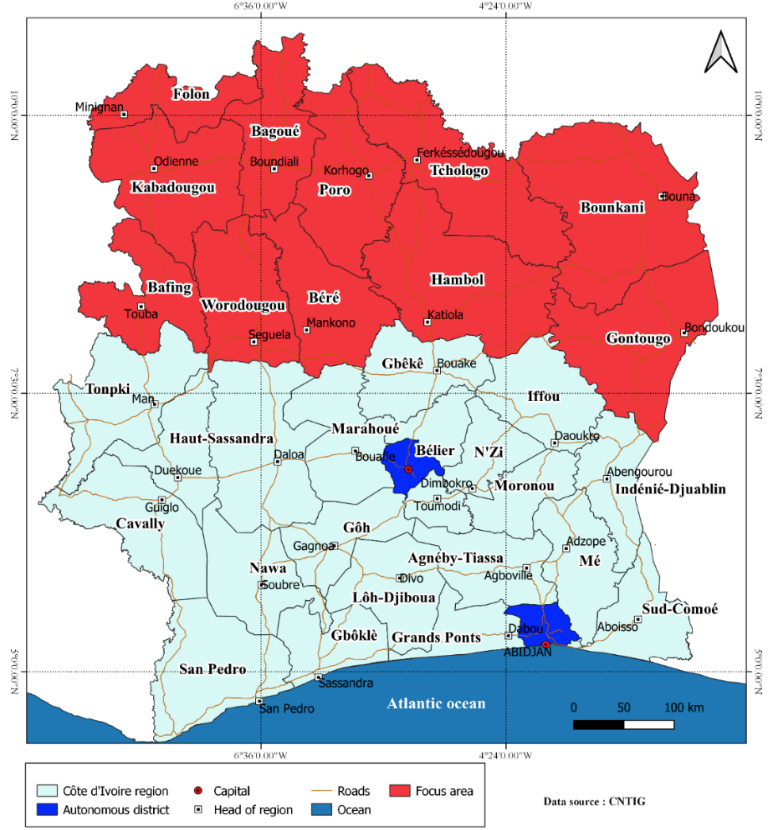 6°36'0.00"W 4°24'0.00"W
10°0'0.00"N 10°0'0.00"N
Folon
Minignan
Bagoué
Ferkéssédougou
Odienne Boundiali Korhogo Tchologo
Kabadougou Poro
Bouna
Bounkani
Hambol
Bafing Worodougou Béré
Touba Mankono Katiola
Seguela Bondoukou
Gontougo
Gbêkê Bouake
7°30'0.00"N 7°30'0.00"N
Tonpki Iffou
Man
Marahoué
Haut-Sassandra Bélier N'Zi Daoukro
Bouafle
Daloa
Duekoue Dimbokro Moronou Abengourou
Indénié-Djuablin
Guiglo Toumodi
Cavally
Gôh
Gagnoa Adzope
Agnéby-Tiassa Mé
Nawa
Soubre Divo Agboville
Lôh-Djiboua
Sud-Comoé
Gbôklè Grands Ponts Dabou Aboisso
ABIDJAN
San Pedro
5°0'0.00"N 5°0'0.00"N
Sassandra
San Pedro Atlantic ocean
0 50 100 km
6°36'0.00"W 4°24'0.00"W
Côte d'Ivoire region Capital Roads Focus area
Autonomous district Head of region Ocean
Data source : CNTIG